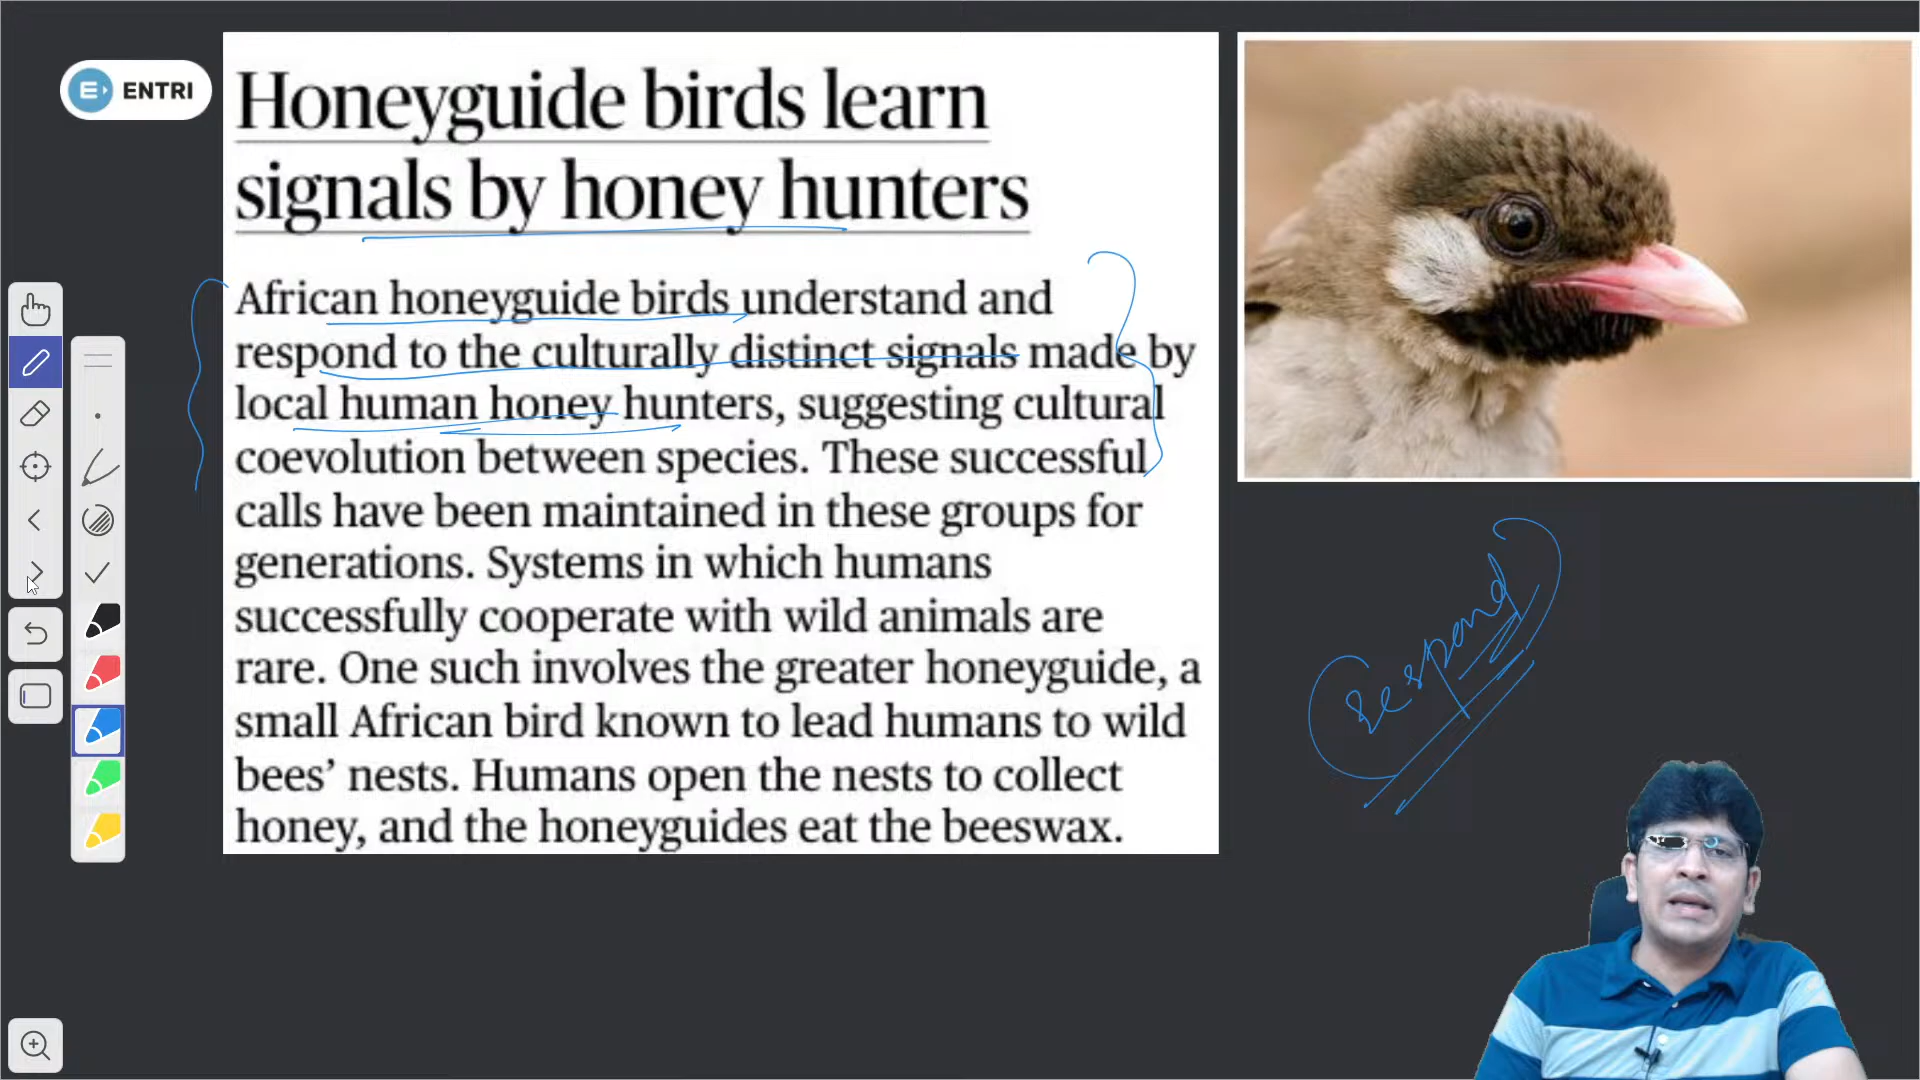 ENTRI
Honeyguide birds learn
signals by honey hunters
African honeyguide birds understand and
respond to the culturally distinct signals made by
local human honey hunters, suggesting cultural
coevolution between species. These successful
calls have been maintained in these groups for
generations. Systems in which humans
successfully cooperate with wild animals are
rare. One such involves the greater honeyguide, a
small African bird known to lead humans to wild
bees’ nests. Humans open the nests to collect
honey, and the honeyguides eat the beeswax.
Respond